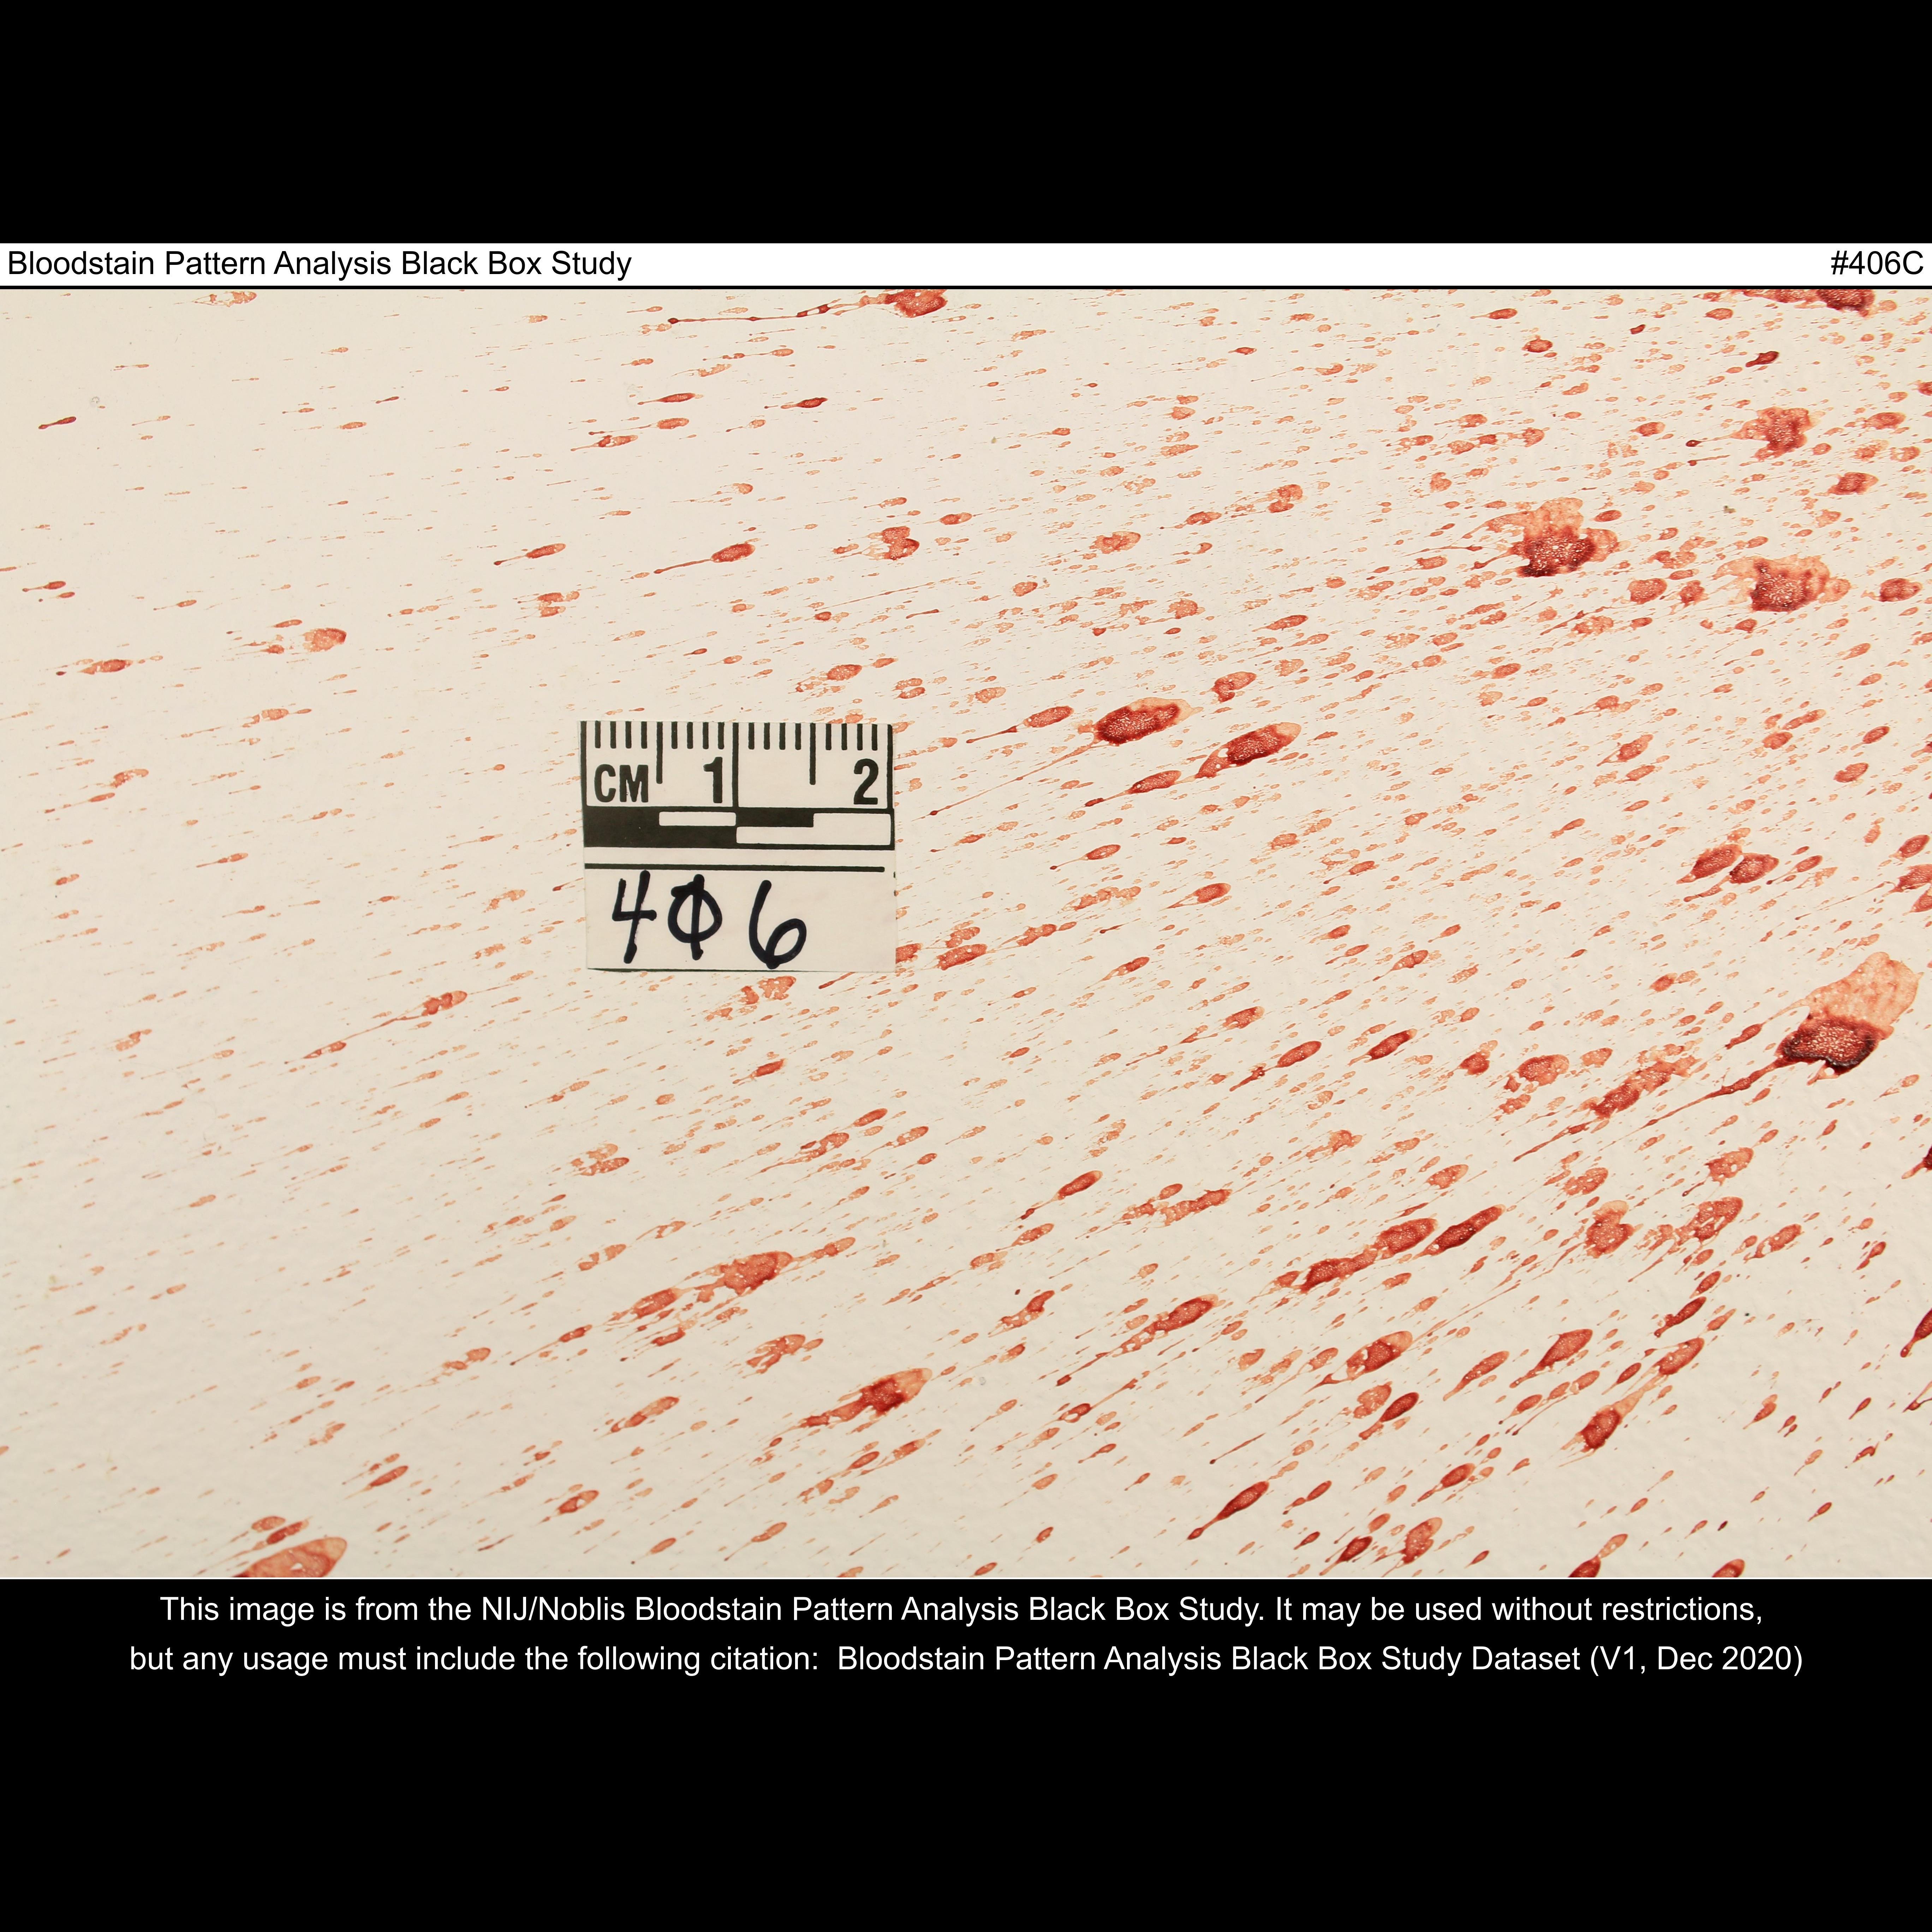 Bloodstain Pattern Analysis Black Box Study #406C
CM 1 2
4Φ6
This image is from the NIJ/Noblis Bloodstain Pattern Analysis Black Box Study. It may be used without restrictions,
but any usage must include the following citation:  Bloodstain Pattern Analysis Black Box Study Dataset (V1, Dec 2020)